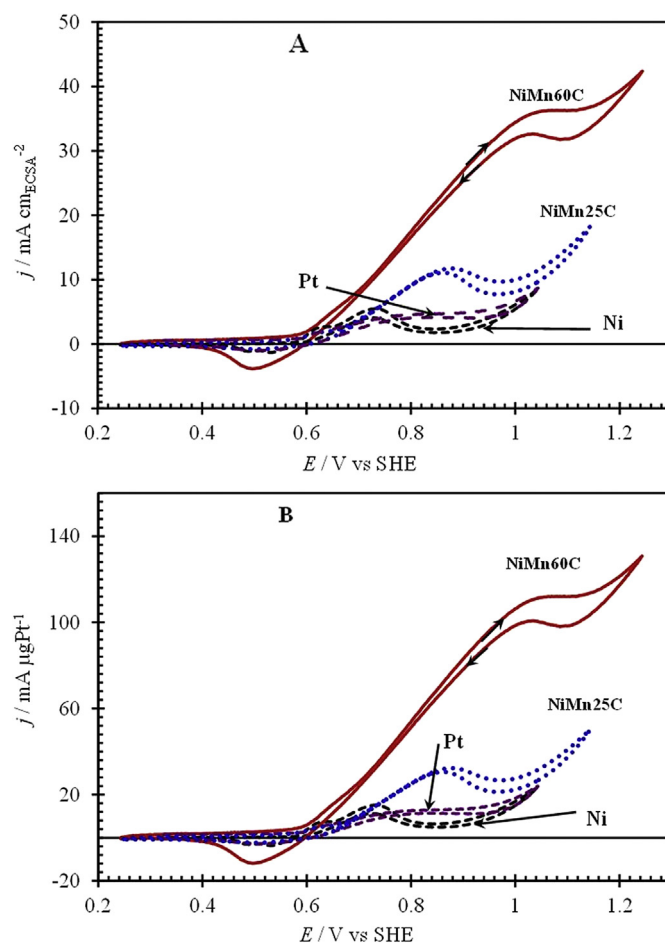 A
50
40
30
20
10
0
-10
j / mA cm_ECSA^-2
NiMn60C
NiMn25C
Pt
Ni
0.2 0.4 0.6 0.8 1 1.2
E / V vs SHE
B
140
100
60
20
-20
j / mA µgPt^-1
NiMn60C
NiMn25C
Pt
Ni
0.2 0.4 0.6 0.8 1 1.2
E / V vs SHE